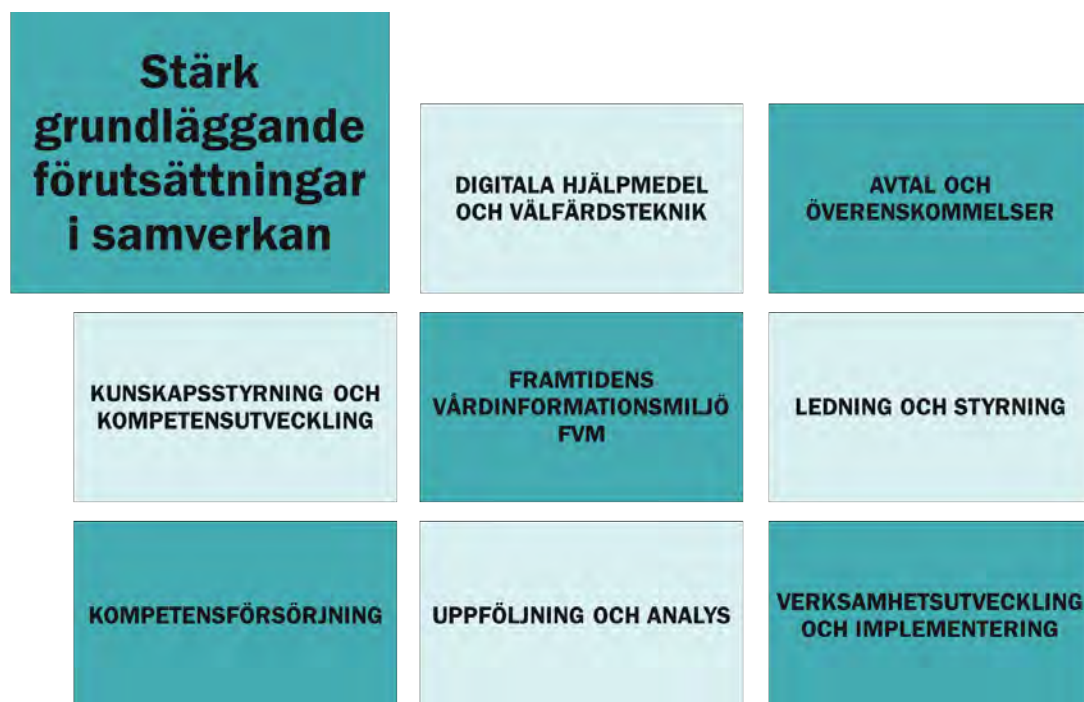 Stärk
grundläggande
förutsättningar
i samverkan
DIGITALA HJÄLPMEDEL
OCH VÄLFÄRDSTEKNIK
AVTAL OCH
ÖVERENSKOMMELSER
KUNSKAPSSTYRNING OCH
KOMPETENSUTVECKLING
FRAMTIDENS
VÅRDINFORMATIONSMILJÖ
FVM
LEDNING OCH STYRNING
KOMPETENSFÖRSÖRJNING
UPPFÖLJNING OCH ANALYS
VERKSAMHETSUTVECKLING
OCH IMPLEMENTERING